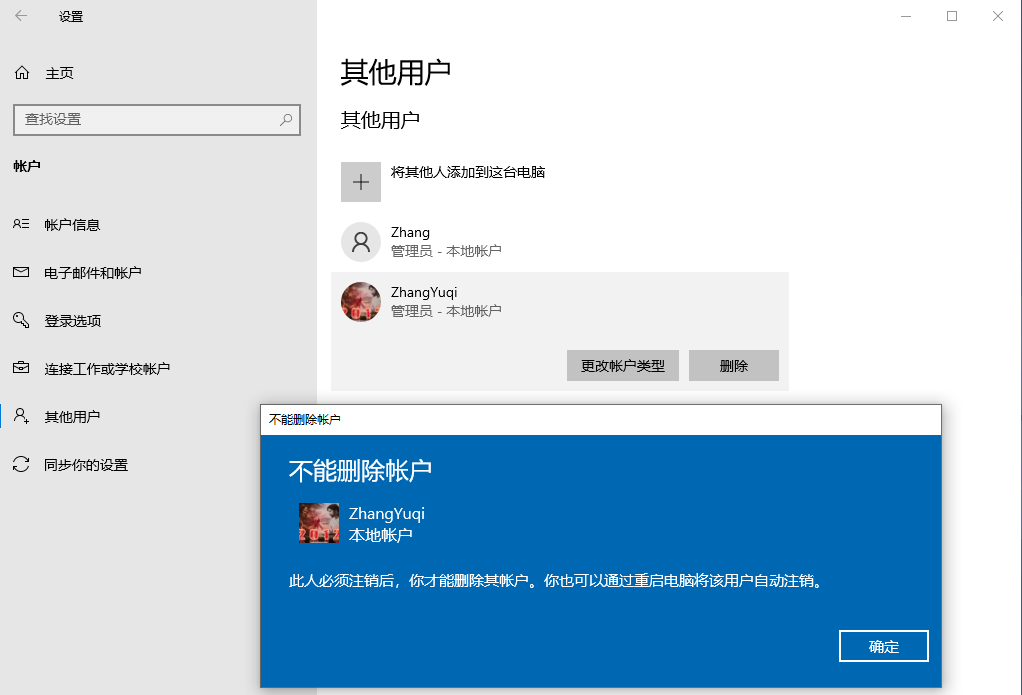 设置
主页
查找设置
帐户
帐户信息
电子邮件和帐户
登录选项
连接工作或学校帐户
其他用户
同步你的设置
其他用户
其他用户
将其他人添加到这台电脑
Zhang
管理员 - 本地帐户
ZhangYuqi
管理员 - 本地帐户
更改帐户类型
删除
不能删除帐户
不能删除帐户
ZhangYuqi
本地帐户
此人必须注销后，你才能删除其帐户。你也可以通过重启电脑将该用户自动注销。
确定